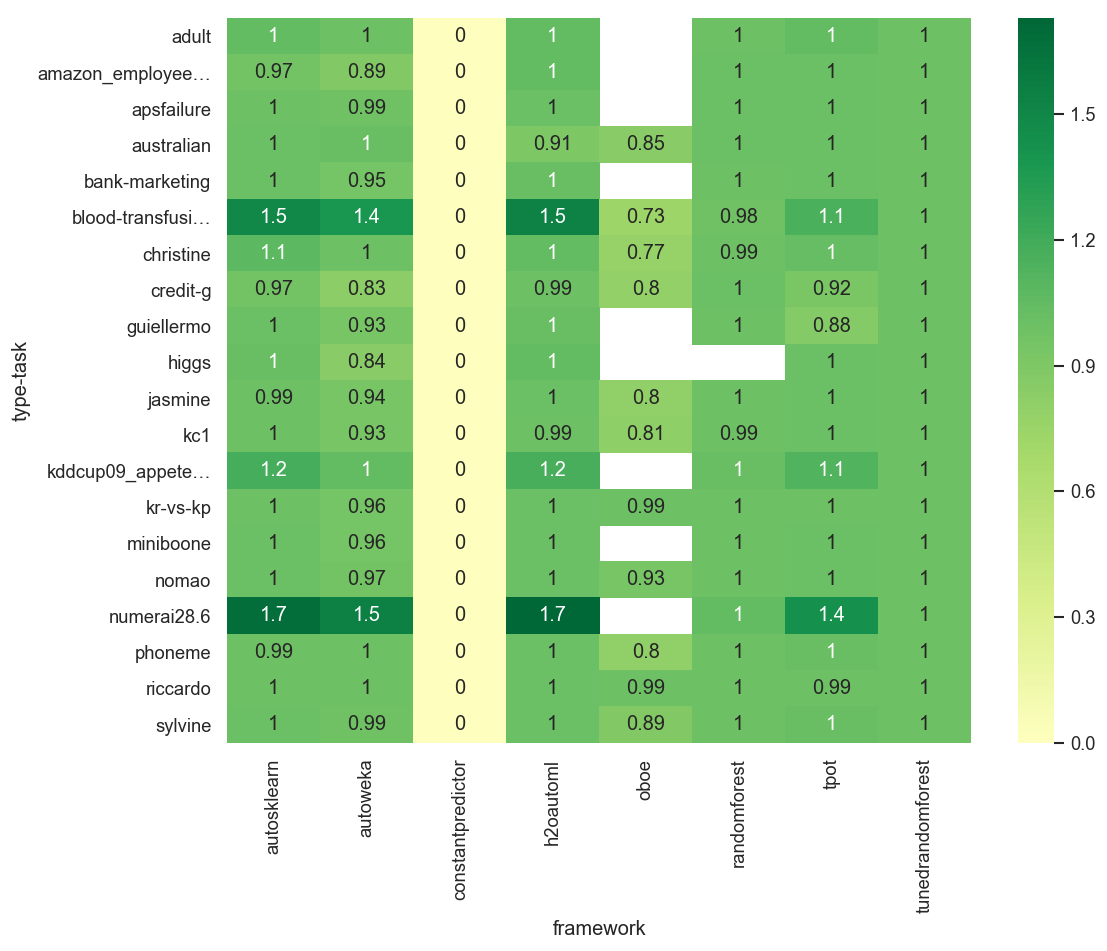 adult 1 1 0 1 1 1 1
amazon_employee… 0.97 0.89 0 1 1 1 1
apsfailure 1 0.99 0 1 1 1 1
australian 1 1 0 0.91 0.85 1 1 1
bank-marketing 1 0.95 0 1 1 1 1
blood-transfusi… 1.5 1.4 0 1.5 0.73 0.98 1.1 1
christine 1.1 1 0 1 0.77 0.99 1 1
credit-g 0.97 0.83 0 0.99 0.8 1 0.92 1
guiellermo 1 0.93 0 1 1 0.88 1
higgs 1 0.84 0 1 1 1
jasmine 0.99 0.94 0 1 0.8 1 1 1
kc1 1 0.93 0 0.99 0.81 0.99 1 1
kddcup09_appete… 1.2 1 0 1.2 1 1.1 1
kr-vs-kp 1 0.96 0 1 0.99 1 1 1
miniboone 1 0.96 0 1 1 1 1
nomao 1 0.97 0 1 0.93 1 1 1
numerai28.6 1.7 1.5 0 1.7 1 1.4 1
phoneme 0.99 1 0 1 0.8 1 1 1
riccardo 1 1 0 1 0.99 1 0.99 1
sylvine 1 0.99 0 1 0.89 1 1 1
type-task
autosklearn autoweka constantpredictor h2oautoml oboe randomforest tpot tunedrandomforest
framework
1.5
1.2
0.9
0.6
0.3
0.0